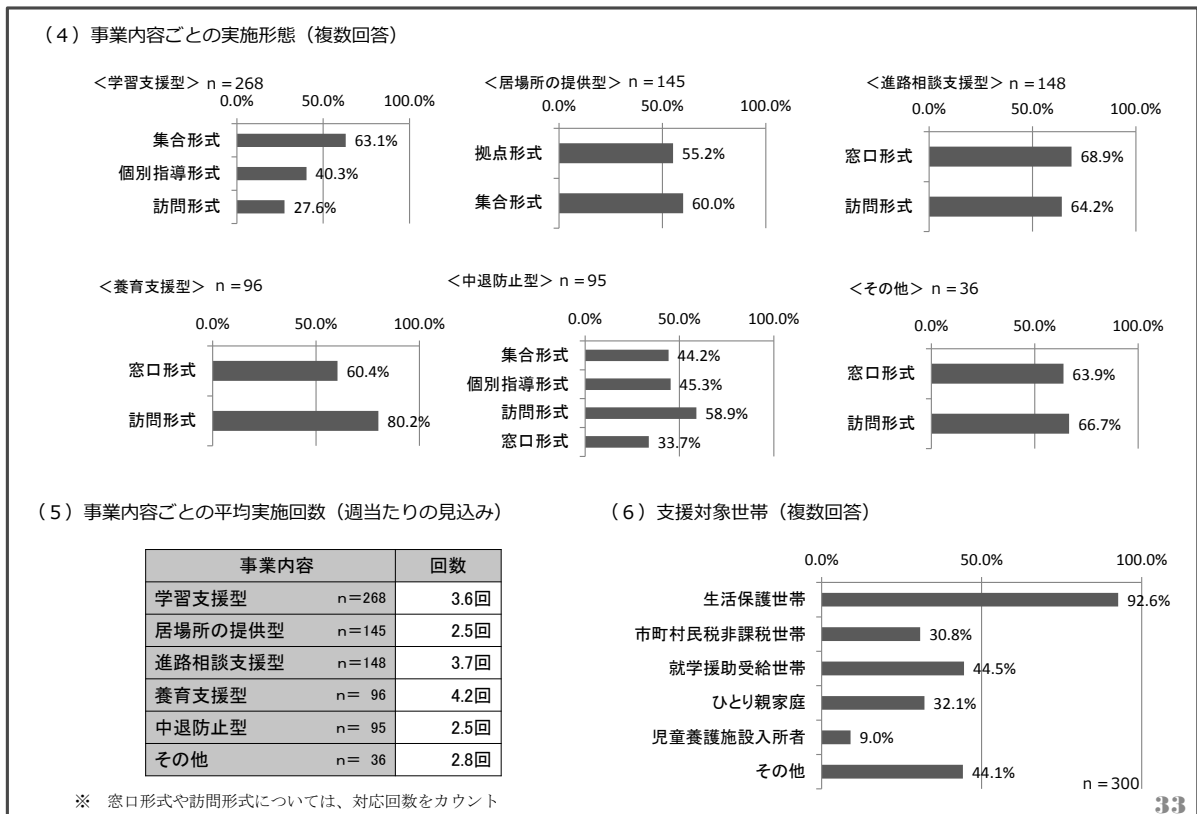 （４）事業内容ごとの実施形態（複数回答）
＜学習支援型＞ ｎ＝268
0.0% 50.0% 100.0%
集合形式 63.1%
個別指導形式 40.3%
訪問形式 27.6%
＜居場所の提供型＞ ｎ＝145
0.0% 50.0% 100.0%
拠点形式 55.2%
集合形式 60.0%
＜進路相談支援型＞ ｎ＝148
0.0% 50.0% 100.0%
窓口形式 68.9%
訪問形式 64.2%
＜養育支援型＞ ｎ＝96
0.0% 50.0% 100.0%
窓口形式 60.4%
訪問形式 80.2%
＜中退防止型＞ ｎ＝95
0.0% 50.0% 100.0%
集合形式 44.2%
個別指導形式 45.3%
訪問形式 58.9%
窓口形式 33.7%
＜その他＞ ｎ＝36
0.0% 50.0% 100.0%
窓口形式 63.9%
訪問形式 66.7%
（５）事業内容ごとの平均実施回数（週当たりの見込み）
事業内容 回数
学習支援型 ｎ＝268 3.6回
居場所の提供型 ｎ＝145 2.5回
進路相談支援型 ｎ＝148 3.7回
養育支援型 ｎ＝ 96 4.2回
中退防止型 ｎ＝ 95 2.5回
その他 ｎ＝ 36 2.8回
※ 窓口形式や訪問形式については、対応回数をカウント
（６）支援対象世帯（複数回答）
0.0% 50.0% 100.0%
生活保護世帯 92.6%
市町村民税非課税世帯 30.8%
就学援助受給世帯 44.5%
ひとり親家庭 32.1%
児童養護施設入所者 9.0%
その他 44.1%
ｎ＝300
33